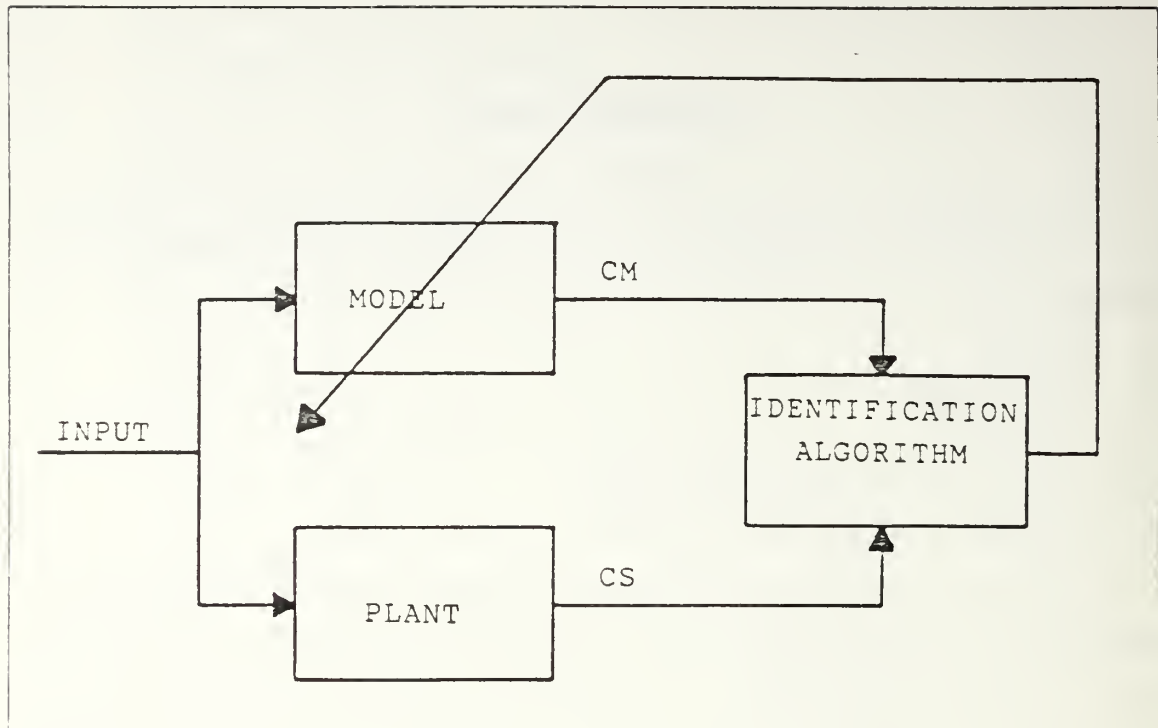 CM
MODEL
IDENTIFICATION
ALGORITHM
INPUT
CS
PLANT